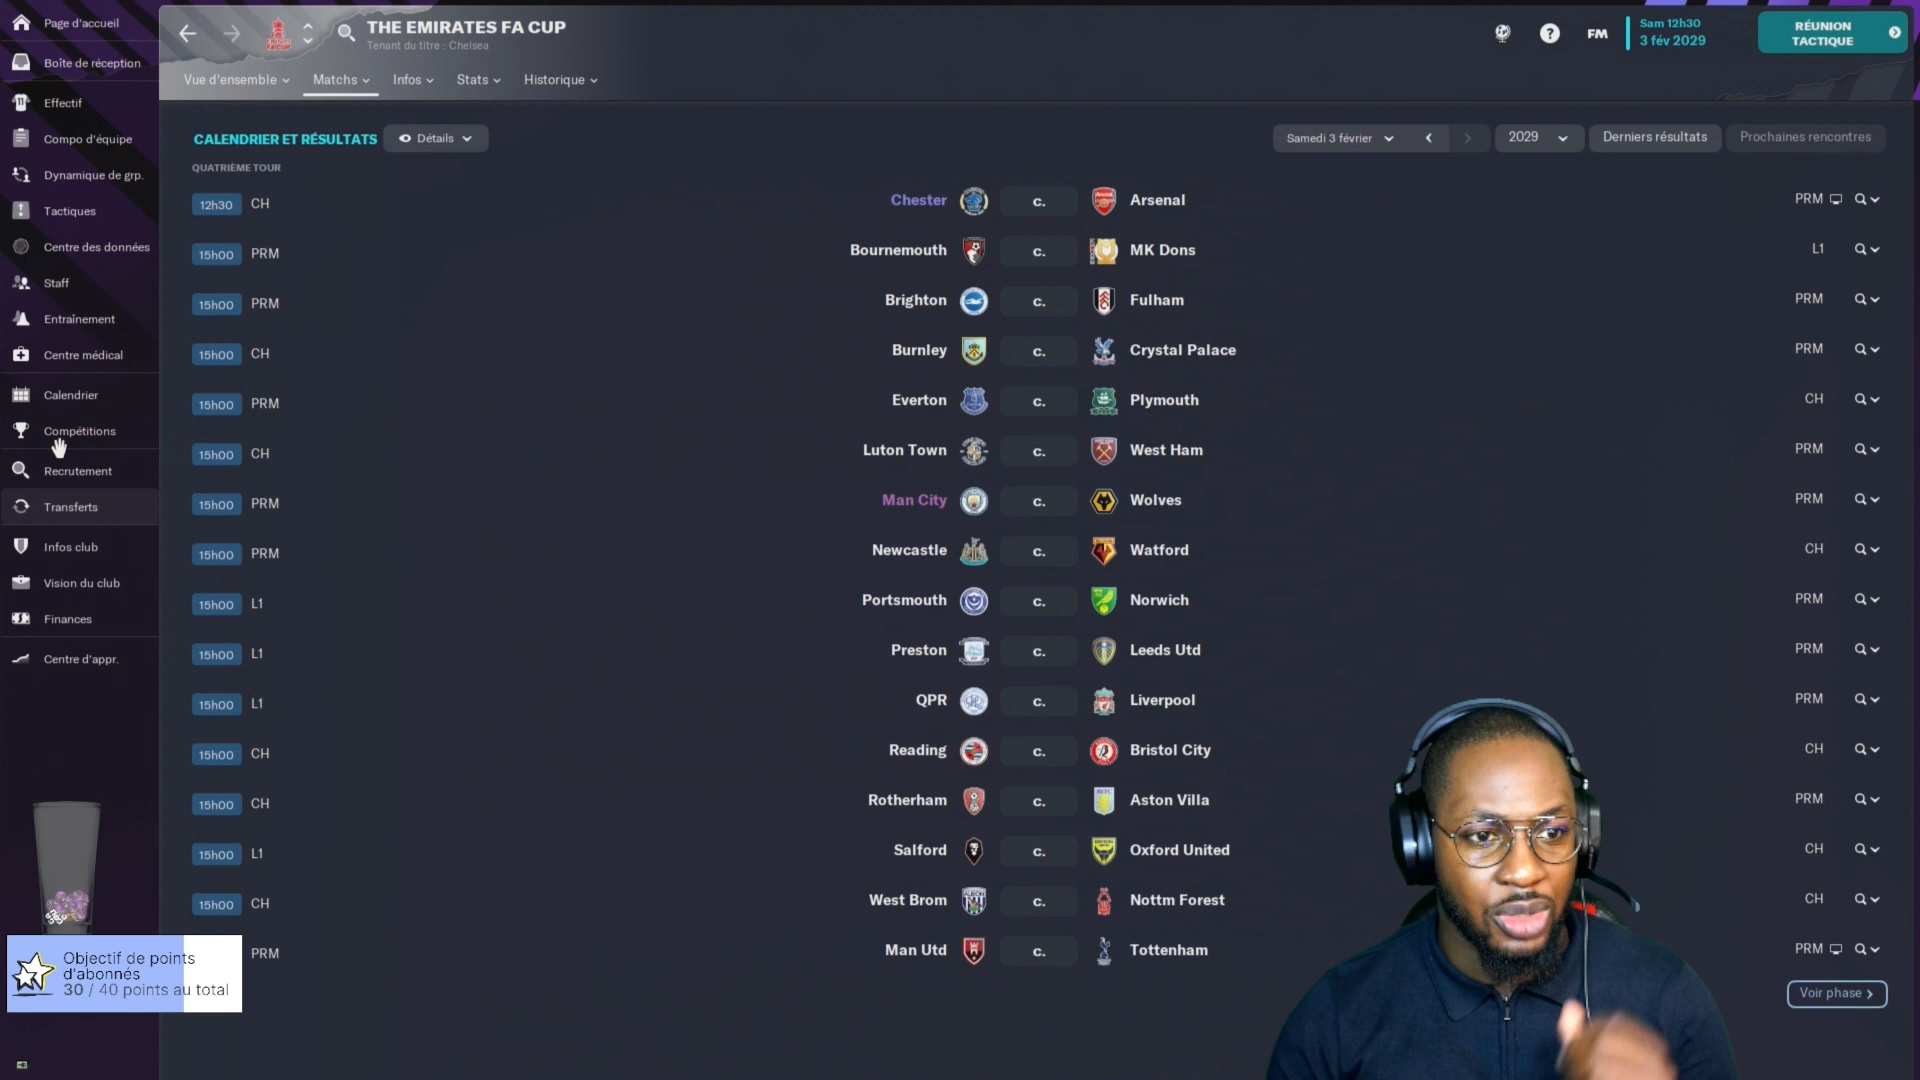 Page d'accueil
Boîte de réception
Effectif
Compo d'équipe
Dynamique de grp.
Tactiques
Centre des données
Staff
Entraînement
Centre médical
Calendrier
Compétitions
Recrutement
Transferts
Infos club
Vision du club
Finances
Centre d'appr.
THE EMIRATES FA CUP
Tenant du titre : Chelsea
FM
Sam 12h30
3 fév 2029
RÉUNION
TACTIQUE
Vue d'ensemble Matchs Infos Stats Historique
CALENDRIER ET RÉSULTATS Détails Samedi 3 février 2029 Derniers résultats Prochaines rencontres
QUATRIÈME TOUR
12h30 CH Chester c. Arsenal PRM
15h00 PRM Bournemouth c. MK Dons L1
15h00 PRM Brighton c. Fulham PRM
15h00 CH Burnley c. Crystal Palace PRM
15h00 PRM Everton c. Plymouth CH
15h00 CH Luton Town c. West Ham PRM
15h00 PRM Man City c. Wolves PRM
15h00 PRM Newcastle c. Watford CH
15h00 L1 Portsmouth c. Norwich PRM
15h00 L1 Preston c. Leeds Utd PRM
15h00 L1 QPR c. Liverpool PRM
15h00 CH Reading c. Bristol City CH
15h00 CH Rotherham c. Aston Villa PRM
15h00 L1 Salford c. Oxford United CH
15h00 CH West Brom c. Nottm Forest CH
PRM Man Utd c. Tottenham PRM
Voir phase
Objectif de points
d'abonnés
30 / 40 points au total